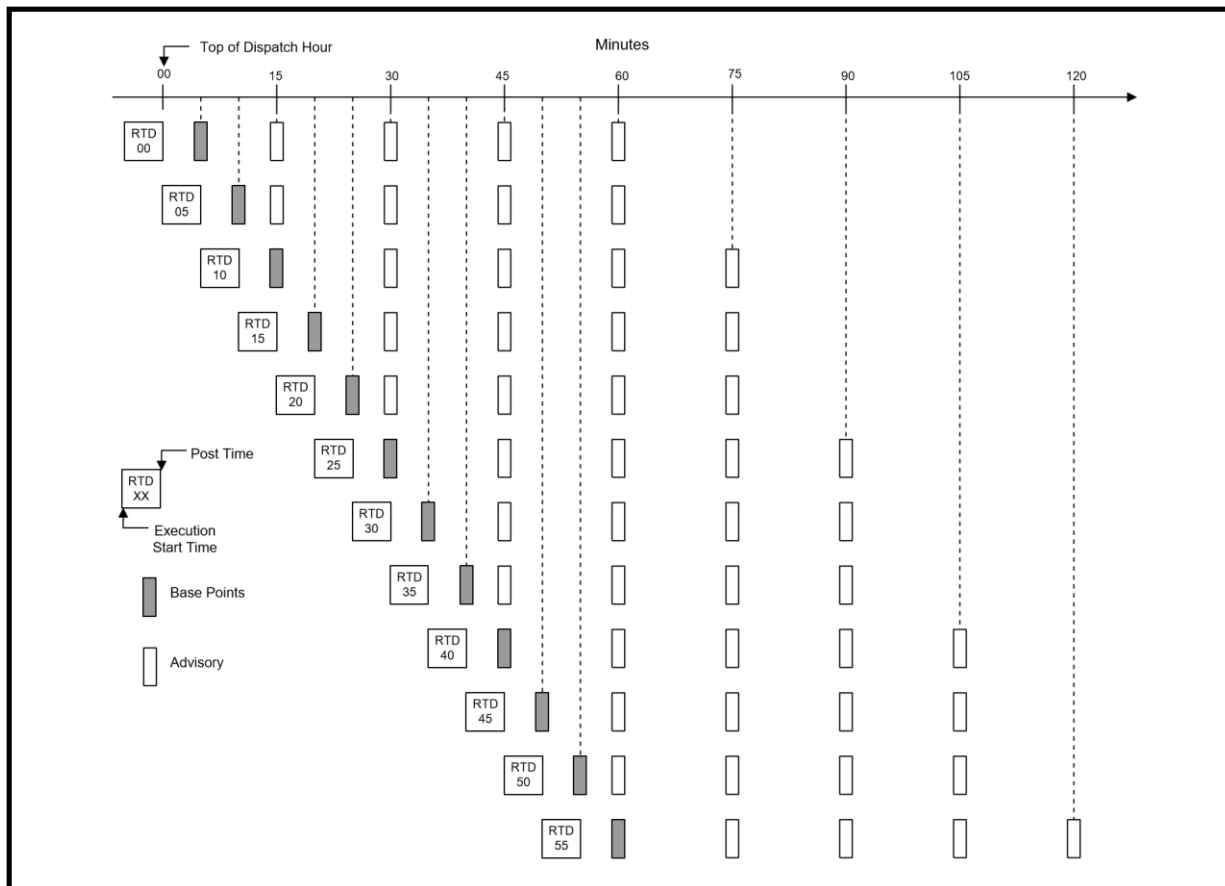 Top of Dispatch Hour
Minutes
00 15 30 45 60 75 90 105 120
RTD
00
RTD
05
RTD
10
RTD
15
RTD
20
RTD
25
Post Time
RTD
XX
Execution
Start Time
RTD
30
Base Points
RTD
35
Advisory
RTD
40
RTD
45
RTD
50
RTD
55